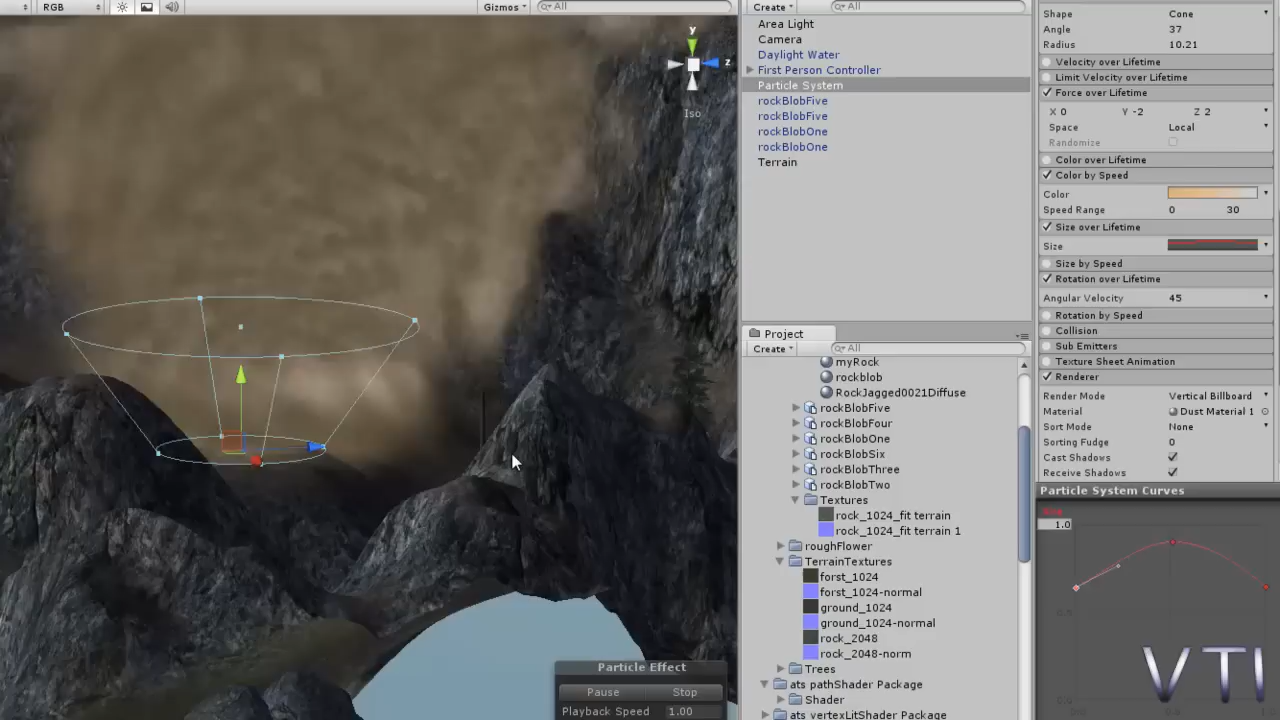 RGB
Gizmos
All
y
z
Iso
Particle Effect
Pause Stop
Playback Speed 1.00
Create All
Area Light
Camera
Daylight Water
First Person Controller
Particle System
rockBlobFive
rockBlobFive
rockBlobOne
rockBlobOne
Terrain
Project
Create All
myRock
rockblob
RockJagged0021Diffuse
rockBlobFive
rockBlobFour
rockBlobOne
rockBlobSix
rockBlobThree
rockBlobTwo
Textures
rock_1024_fit terrain
rock_1024_fit terrain 1
roughFlower
TerrainTextures
forst_1024
forst_1024-normal
ground_1024
ground_1024-normal
rock_2048
rock_2048-norm
Trees
ats pathShader Package
Shader
ats vertexLitShader Package
Shape Cone
Angle 37
Radius 10.21
Velocity over Lifetime
Limit Velocity over Lifetime
Force over Lifetime
X 0 Y -2 Z 2
Space Local
Randomize
Color over Lifetime
Color by Speed
Color
Speed Range 0 30
Size over Lifetime
Size
Size by Speed
Rotation over Lifetime
Angular Velocity 45
Rotation by Speed
Collision
Sub Emitters
Texture Sheet Animation
Renderer
Render Mode Vertical Billboard
Material Dust Material 1
Sort Mode None
Sorting Fudge 0
Cast Shadows
Receive Shadows
Particle System Curves
Size
1.0
VTI